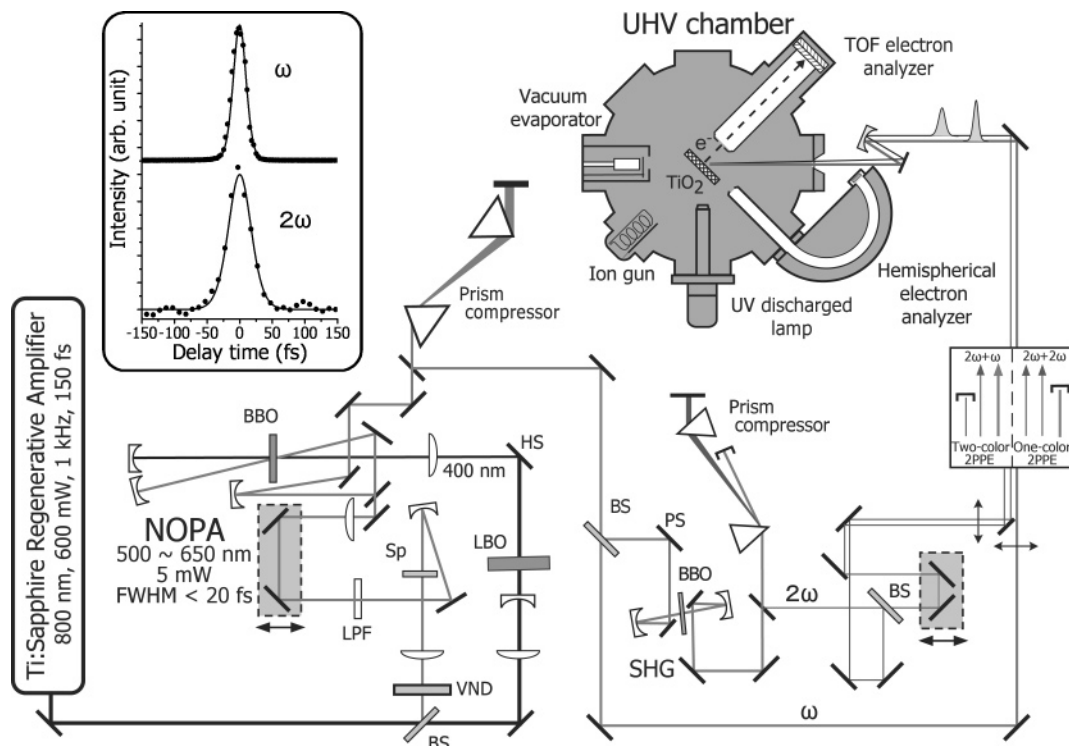 Intensity (arb. unit)
ω
2ω
-150
-100
-50
0
50
100
150
Delay time (fs)
UHV chamber
TOF electron
analyzer
Vacuum
evaporator
e-
TiO2
Ion gun
UV discharged
lamp
Hemispherical
electron
analyzer
Prism
compressor
Ti:Sapphire Regenerative Amplifier
800 nm, 600 mW, 1 kHz, 150 fs
BBO
HS
400 nm
NOPA
500 ~ 650 nm
5 mW
FWHM < 20 fs
Sp
LBO
LPF
VND
BS
Prism
compressor
BS
PS
BBO
SHG
2ω
BS
ω
2ω+ω
2ω+2ω
Two-color
2PPE
One-color
2PPE